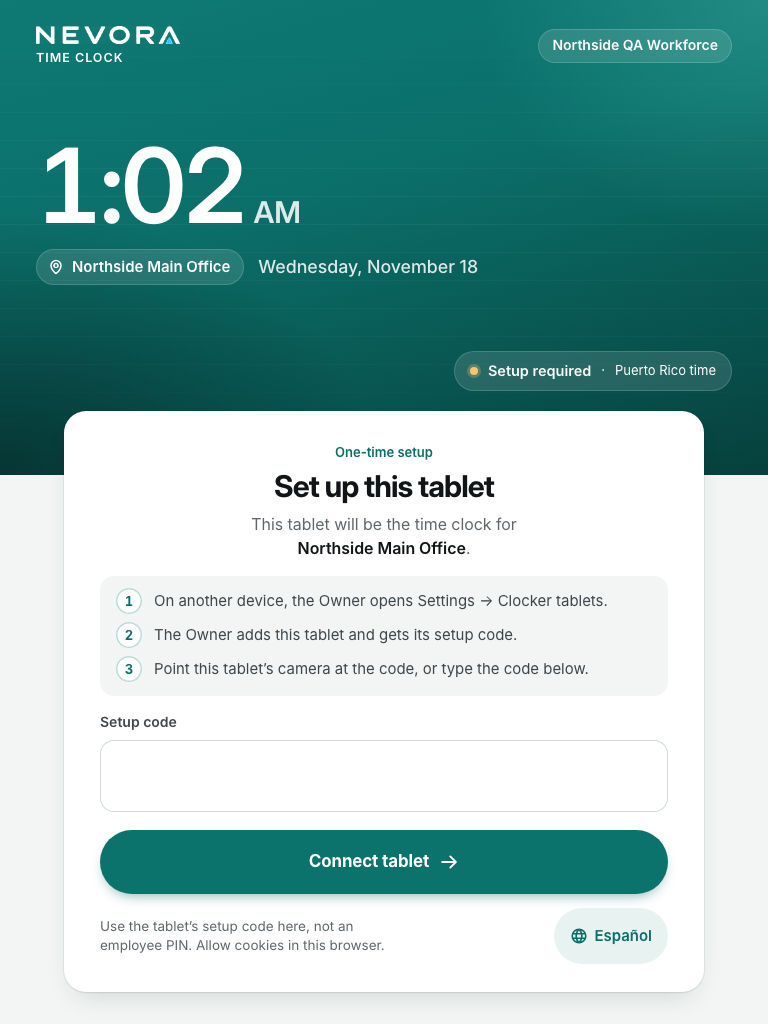 NEVORA
TIME CLOCK
Northside QA Workforce
1:02 AM
Northside Main Office
Wednesday, November 18
Setup required · Puerto Rico time
One-time setup
Set up this tablet
This tablet will be the time clock for
Northside Main Office.
1 On another device, the Owner opens Settings → Clocker tablets.
2 The Owner adds this tablet and gets its setup code.
3 Point this tablet’s camera at the code, or type the code below.
Setup code
Connect tablet →
Use the tablet’s setup code here, not an
employee PIN. Allow cookies in this browser.
Español